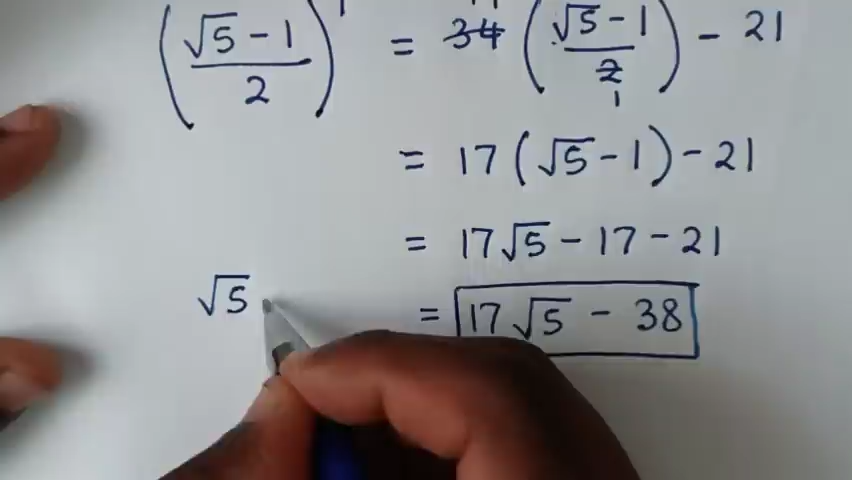 (√5 - 1 / 2) = 34 (√5 - 1 / 2) - 21
1
= 17 (√5 - 1) - 21
= 17√5 - 17 - 21
√5 = 17√5 - 38